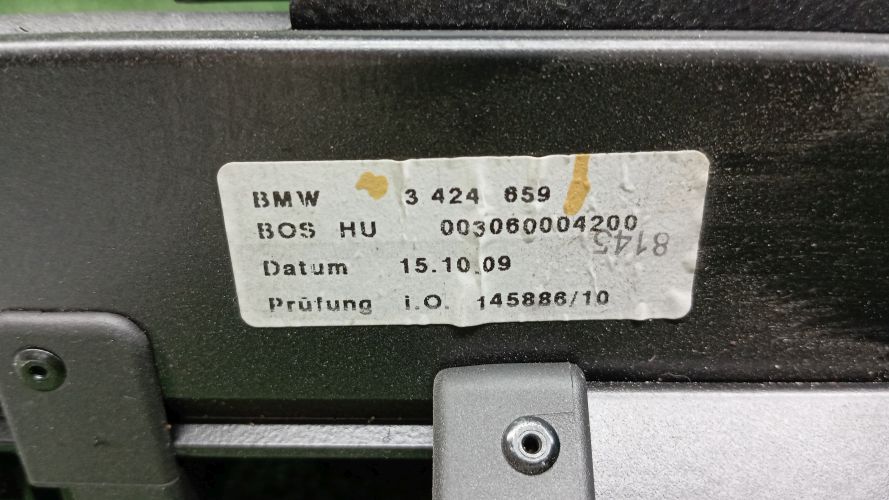 BMW 3 424 659
BOS HU 003060004200
8145
Datum 15.10.09
Prüfung i.O. 145886/10